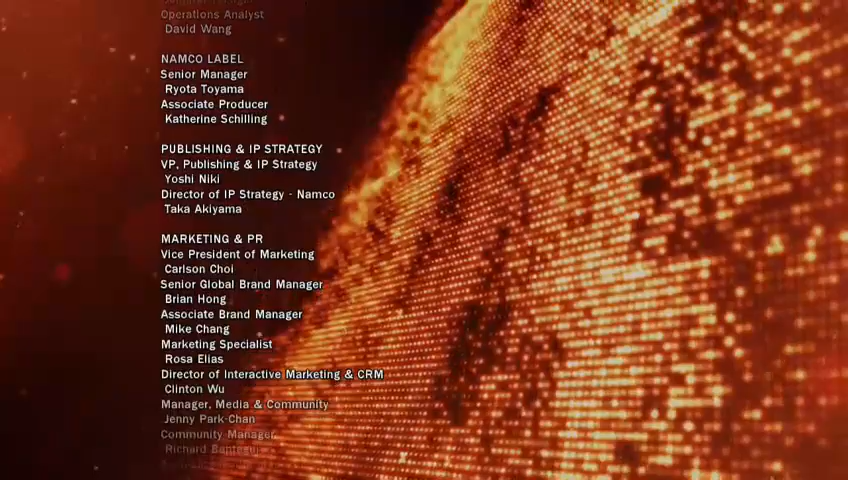 Operations Analyst
David Wang
NAMCO LABEL
Senior Manager
Ryota Toyama
Associate Producer
Katherine Schilling
PUBLISHING & IP STRATEGY
VP, Publishing & IP Strategy
Yoshi Niki
Director of IP Strategy - Namco
Taka Akiyama
MARKETING & PR
Vice President of Marketing
Carlson Choi
Senior Global Brand Manager
Brian Hong
Associate Brand Manager
Mike Chang
Marketing Specialist
Rosa Elias
Director of Interactive Marketing & CRM
Clinton Wu
Manager, Media & Community
Jenny Park-Chan
Community Manager
Richard